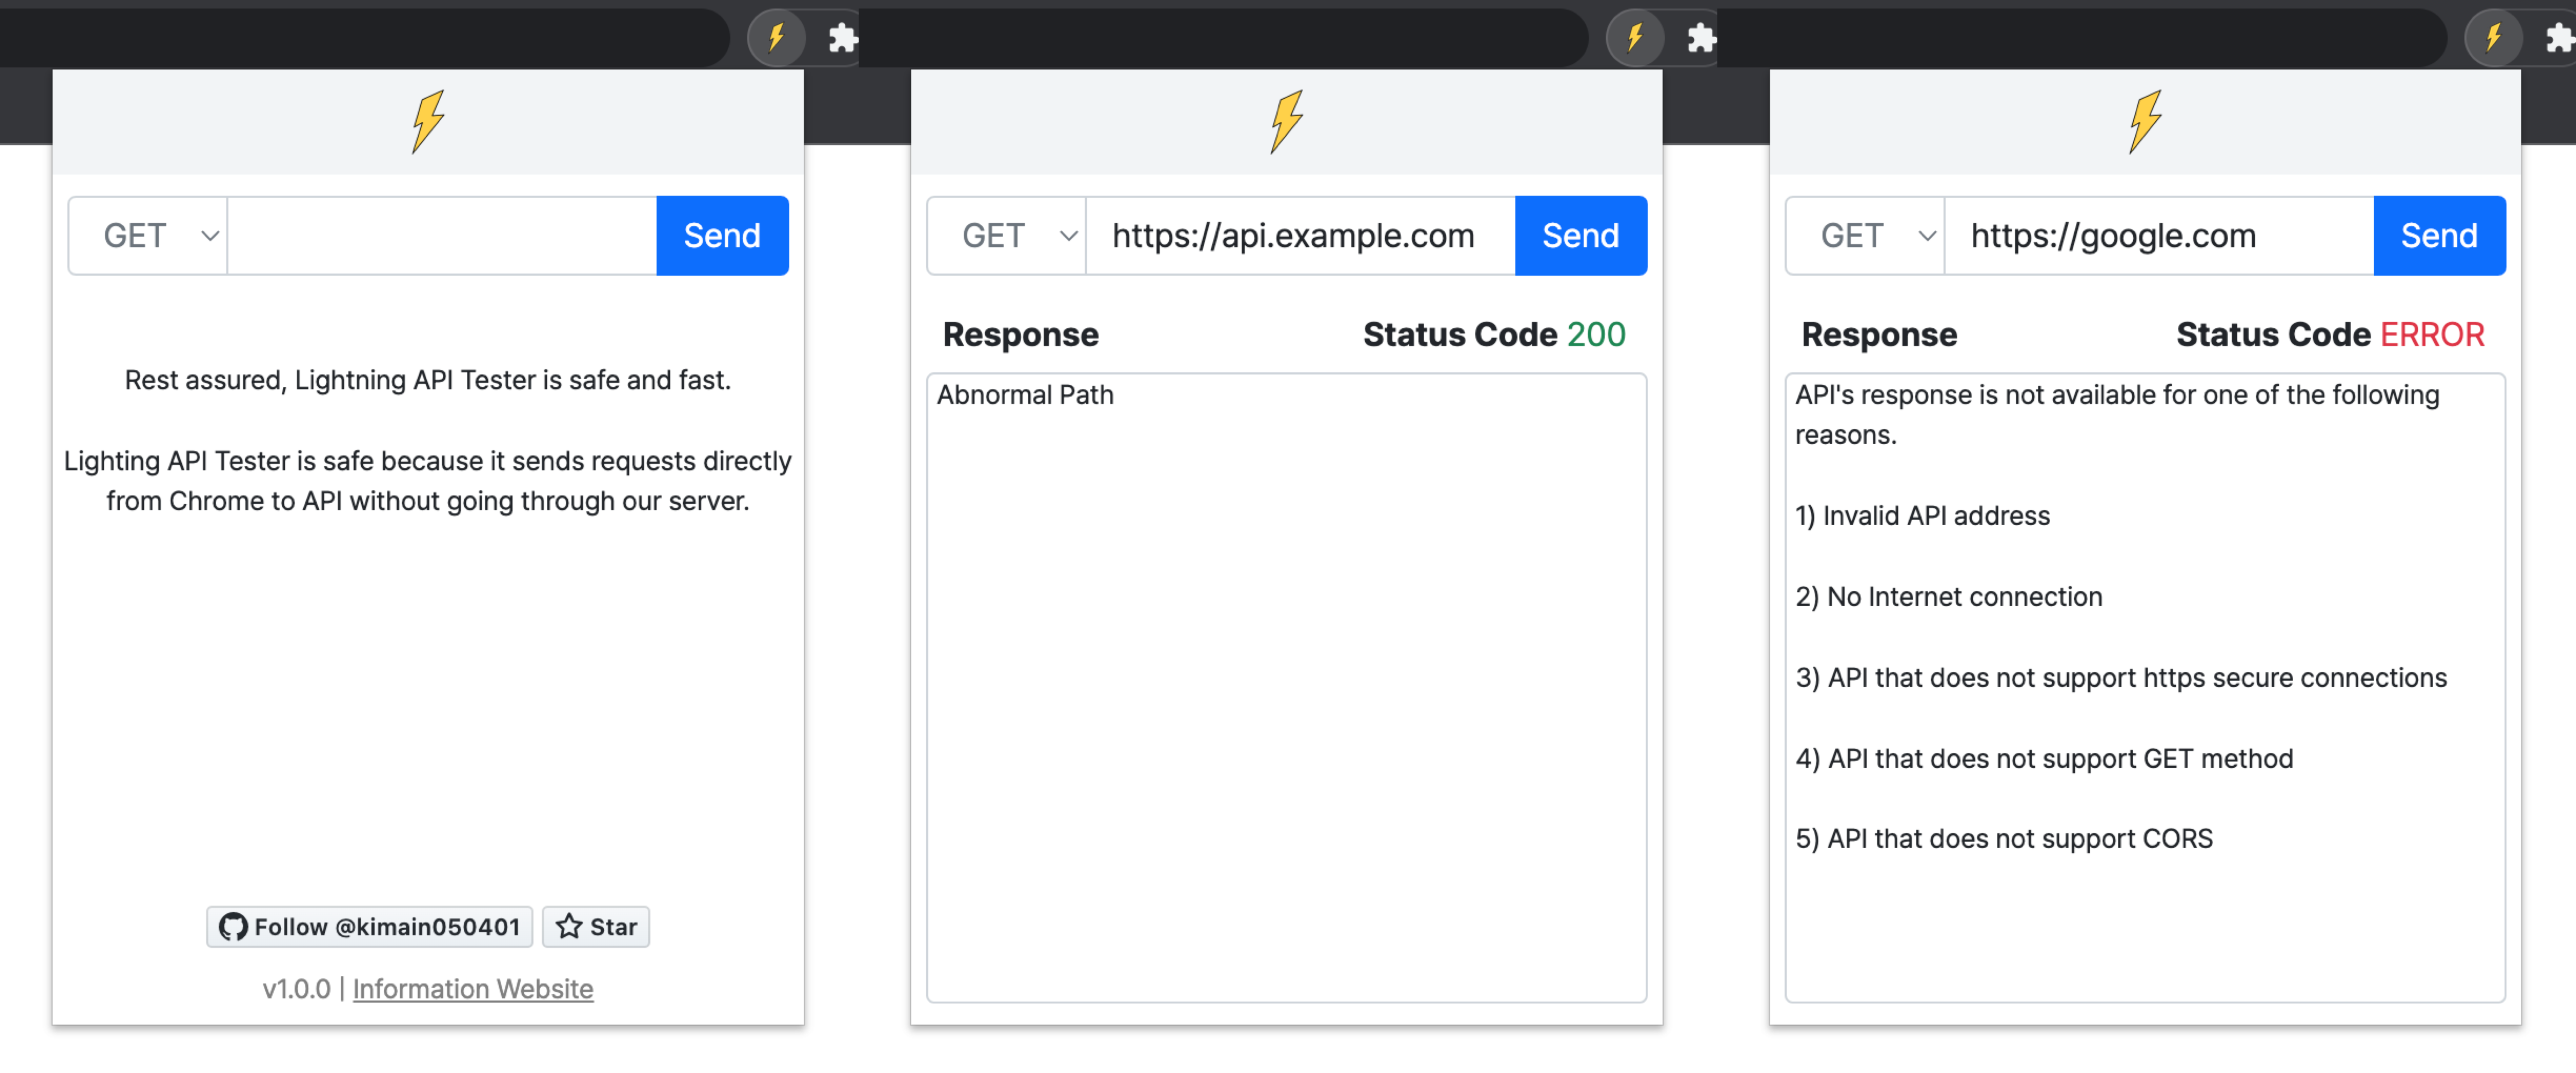 GET
Send
Rest assured, Lightning API Tester is safe and fast.
Lighting API Tester is safe because it sends requests directly
from Chrome to API without going through our server.
Follow @kimain050401
Star
v1.0.0 | Information Website
GET
https://api.example.com
Send
Response
Status Code 200
Abnormal Path
GET
https://google.com
Send
Response
Status Code ERROR
API's response is not available for one of the following
reasons.
1) Invalid API address
2) No Internet connection
3) API that does not support https secure connections
4) API that does not support GET method
5) API that does not support CORS